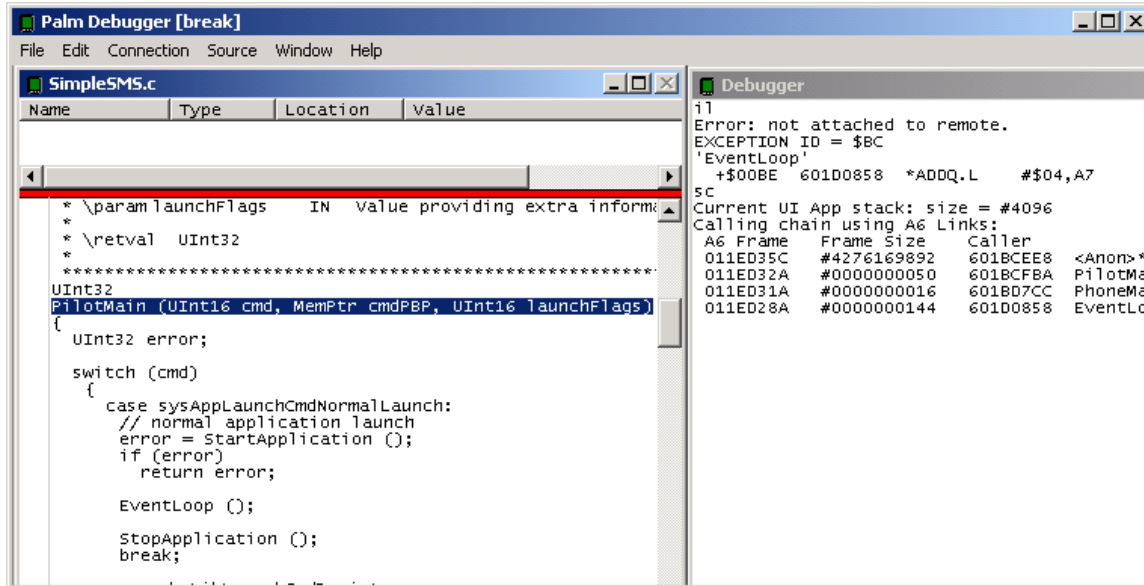 Palm Debugger [break]
File Edit Connection Source Window Help
SimpleSMS.c
Name Type Location Value
* \param launchFlags IN Value providing extra informa
*
* \retval UInt32
*
*************************************************************
UInt32
PilotMain (UInt16 cmd, MemPtr cmdPBP, UInt16 launchFlags)
{
UInt32 error;
switch (cmd)
{
case sysAppLaunchCmdNormalLaunch:
// normal application launch
error = StartApplication ();
if (error)
return error;
EventLoop ();
StopApplication ();
break;
Debugger
il
Error: not attached to remote.
EXCEPTION ID = $BC
'EventLoop'
+$00BE 601D0858 *ADDQ.L #$04,A7
sc
Current UI App stack: size = #4096
Calling chain using A6 Links:
A6 Frame Frame Size Caller
011ED35C #4276169892 601BCEE8 <Anon>*
011ED32A #0000000050 601BCFBA PilotMa
011ED31A #0000000016 601BD7CC PhoneMa
011ED28A #0000000144 601D0858 EventLo